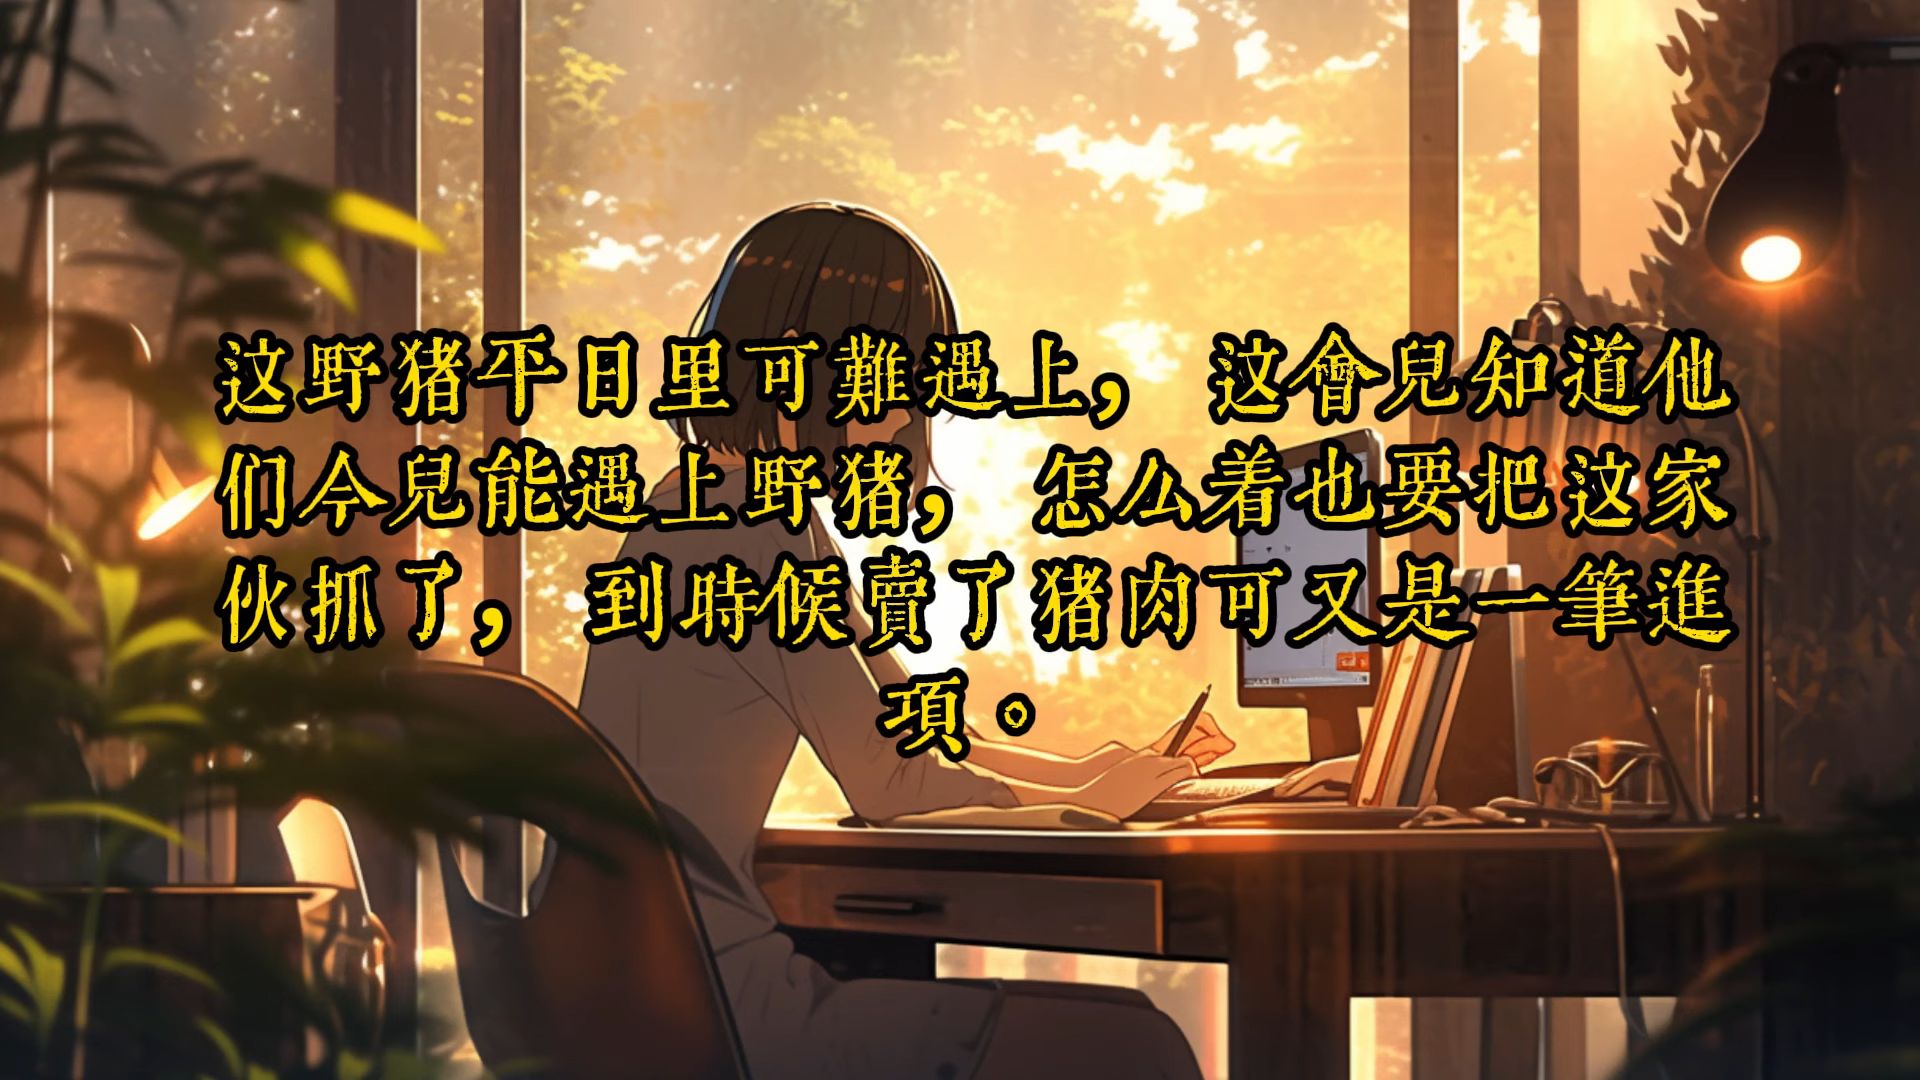 这野猪平日里可難遇上，这會兒知道他
们今兒能遇上野猪，怎么着也要把这家
伙抓了，到時候賣了猪肉可又是一筆進
項。